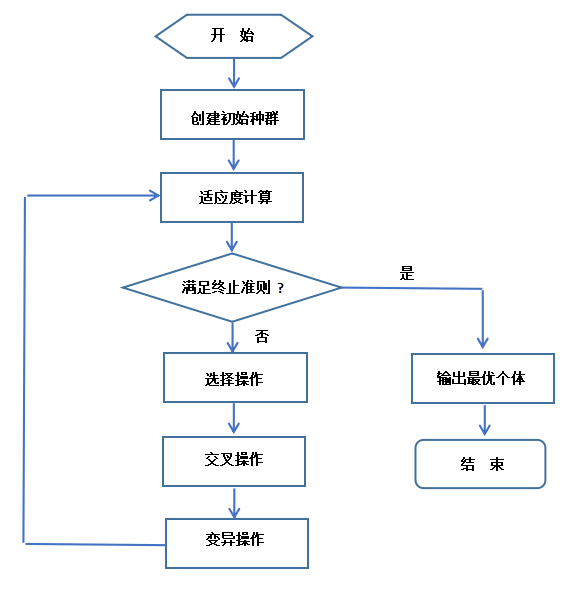 开 始
创建初始种群
适应度计算
满足终止准则 ?
是
否
选择操作
输出最优个体
交叉操作
结 束
变异操作